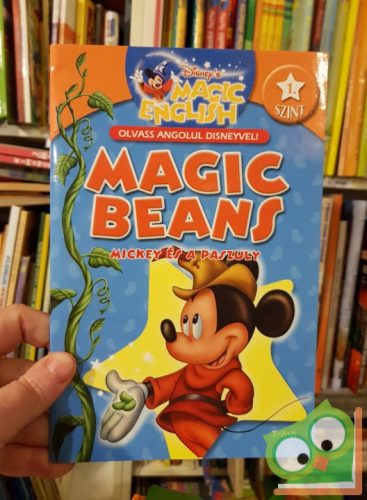 Disney's
MAGIC
ENGLISH
1.
SZINT
OLVASS ANGOLUL DISNEYVEL!
MAGIC
BEANS
MICKEY ÉS A PASZULY